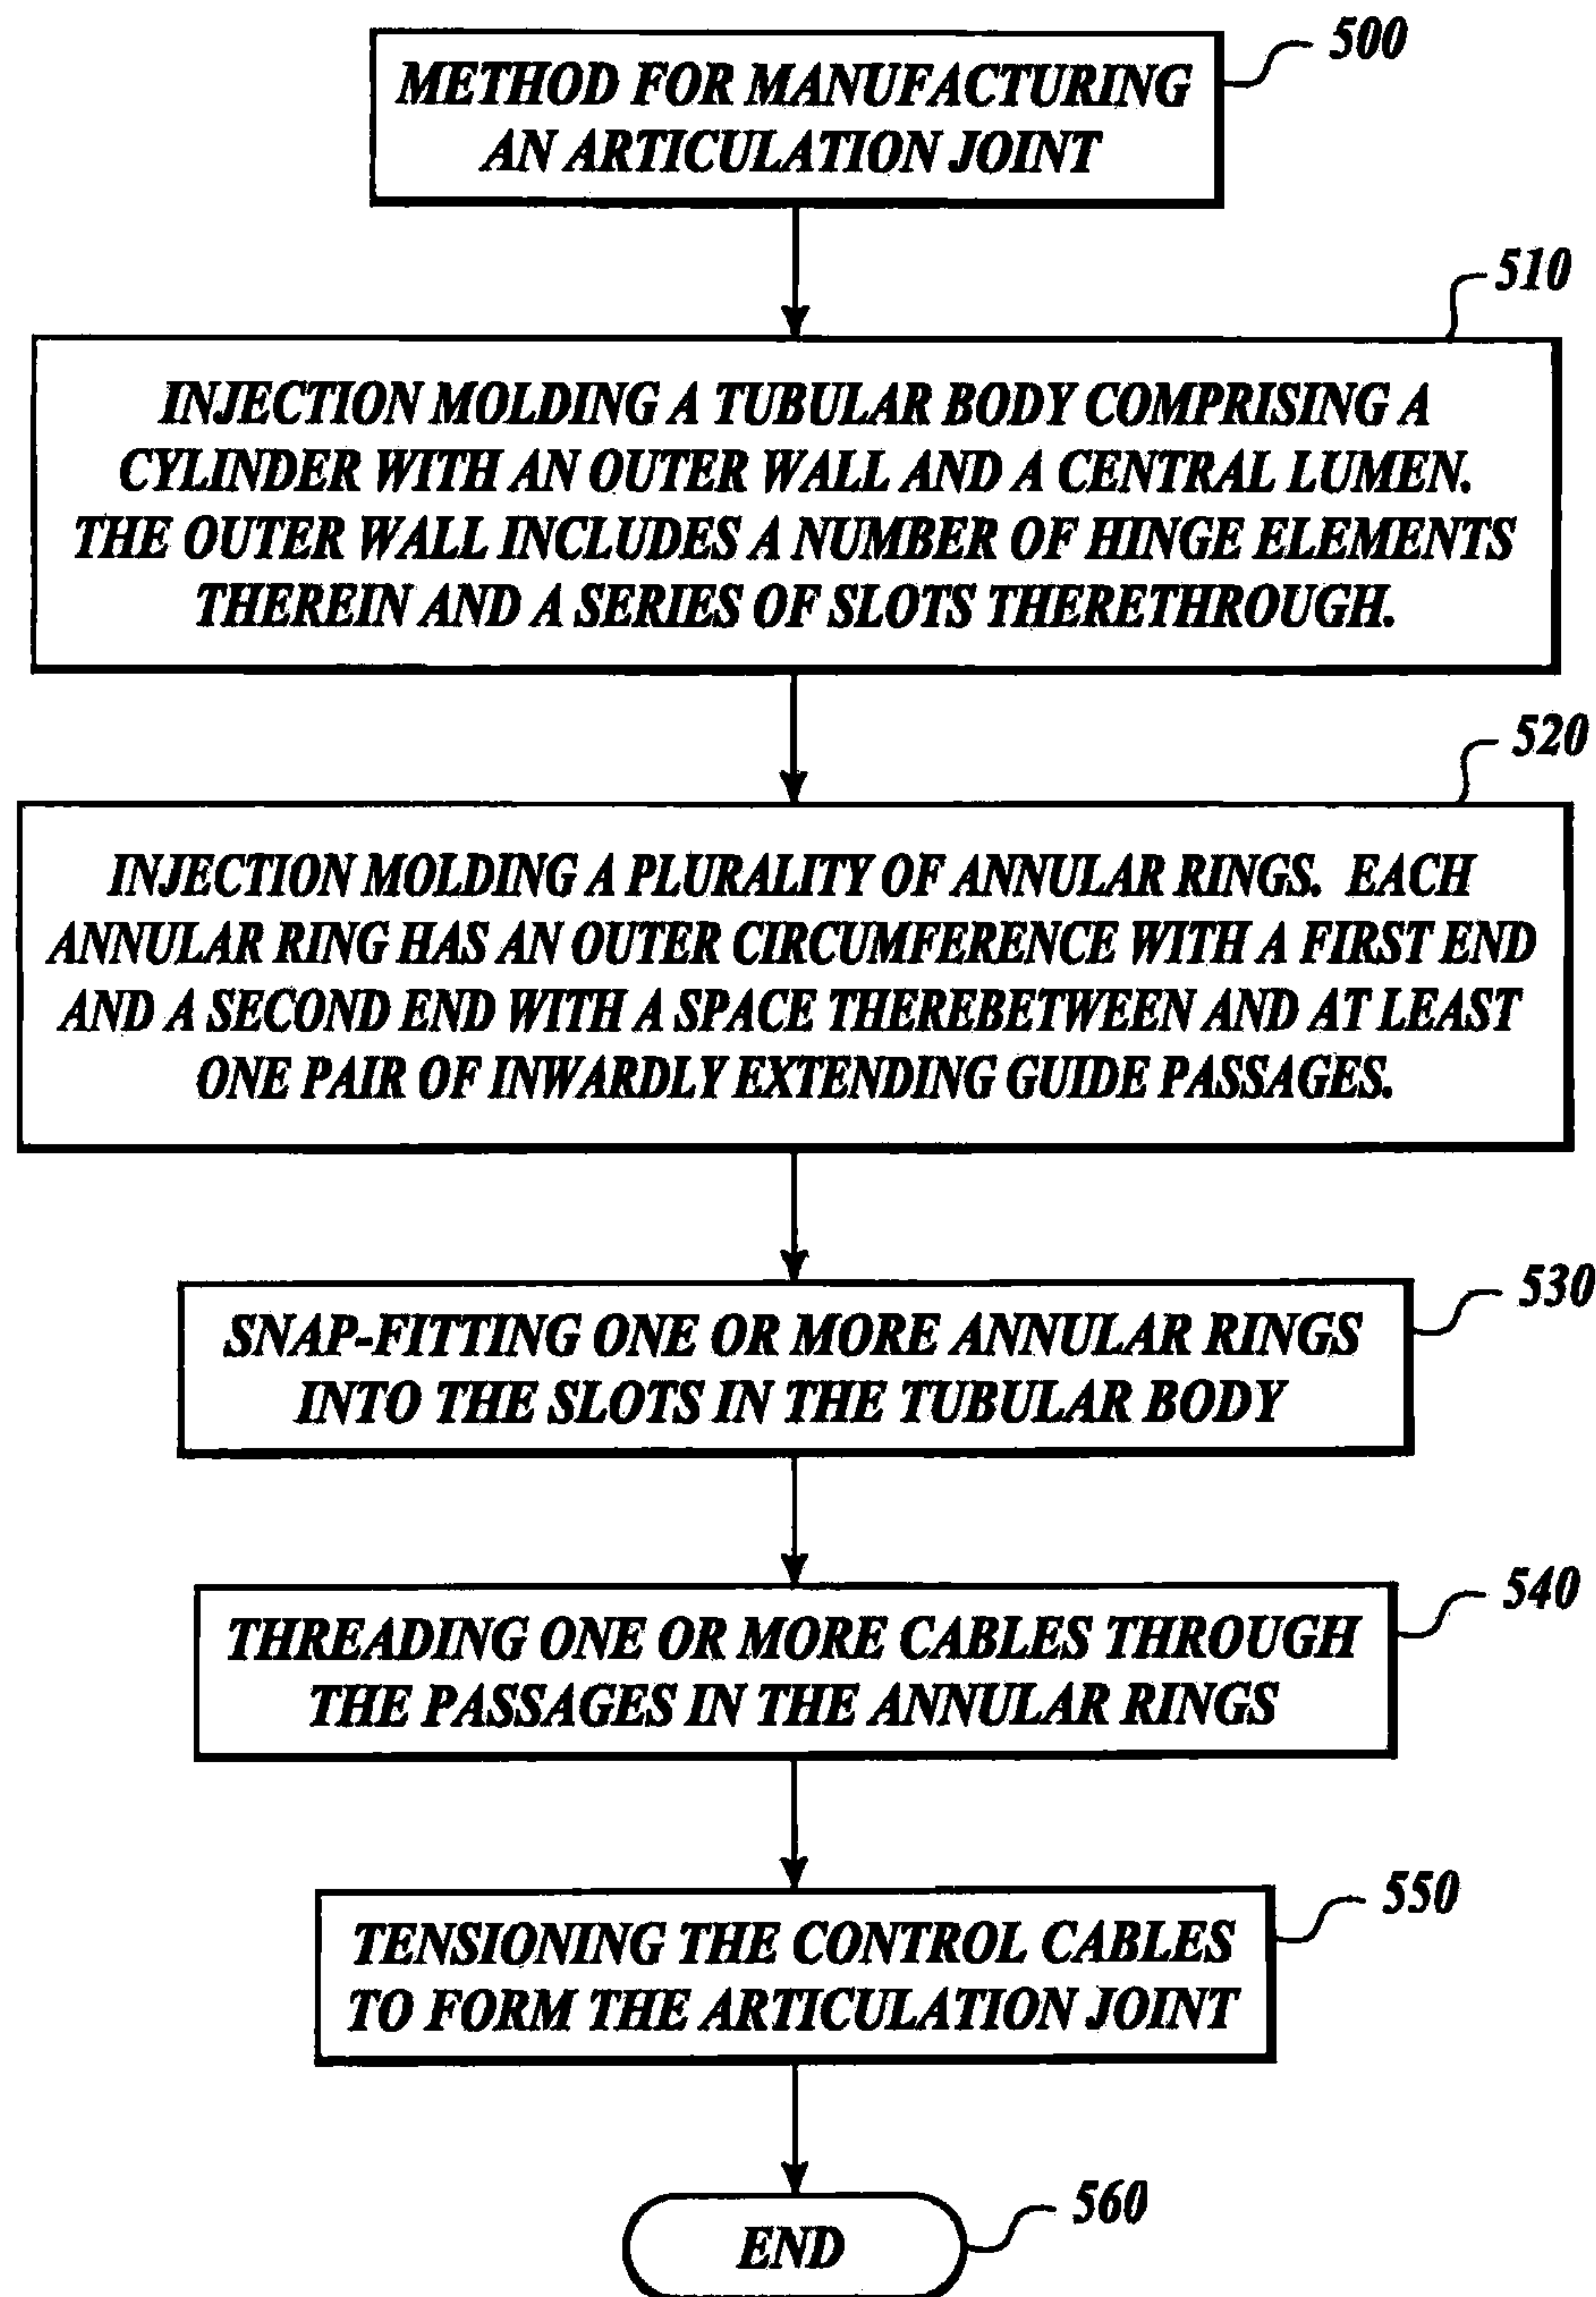 500
METHOD FOR MANUFACTURING
AN ARTICULATION JOINT
510
INJECTION MOLDING A TUBULAR BODY COMPRISING A
CYLINDER WITH AN OUTER WALL AND A CENTRAL LUMEN.
THE OUTER WALL INCLUDES A NUMBER OF HINGE ELEMENTS
THEREIN AND A SERIES OF SLOTS THERETHROUGH.
520
INJECTION MOLDING A PLURALITY OF ANNULAR RINGS. EACH
ANNULAR RING HAS AN OUTER CIRCUMFERENCE WITH A FIRST END
AND A SECOND END WITH A SPACE THEREBETWEEN AND AT LEAST
ONE PAIR OF INWARDLY EXTENDING GUIDE PASSAGES.
530
SNAP-FITTING ONE OR MORE ANNULAR RINGS
INTO THE SLOTS IN THE TUBULAR BODY
540
THREADING ONE OR MORE CABLES THROUGH
THE PASSAGES IN THE ANNULAR RINGS
550
TENSIONING THE CONTROL CABLES
TO FORM THE ARTICULATION JOINT
560
END